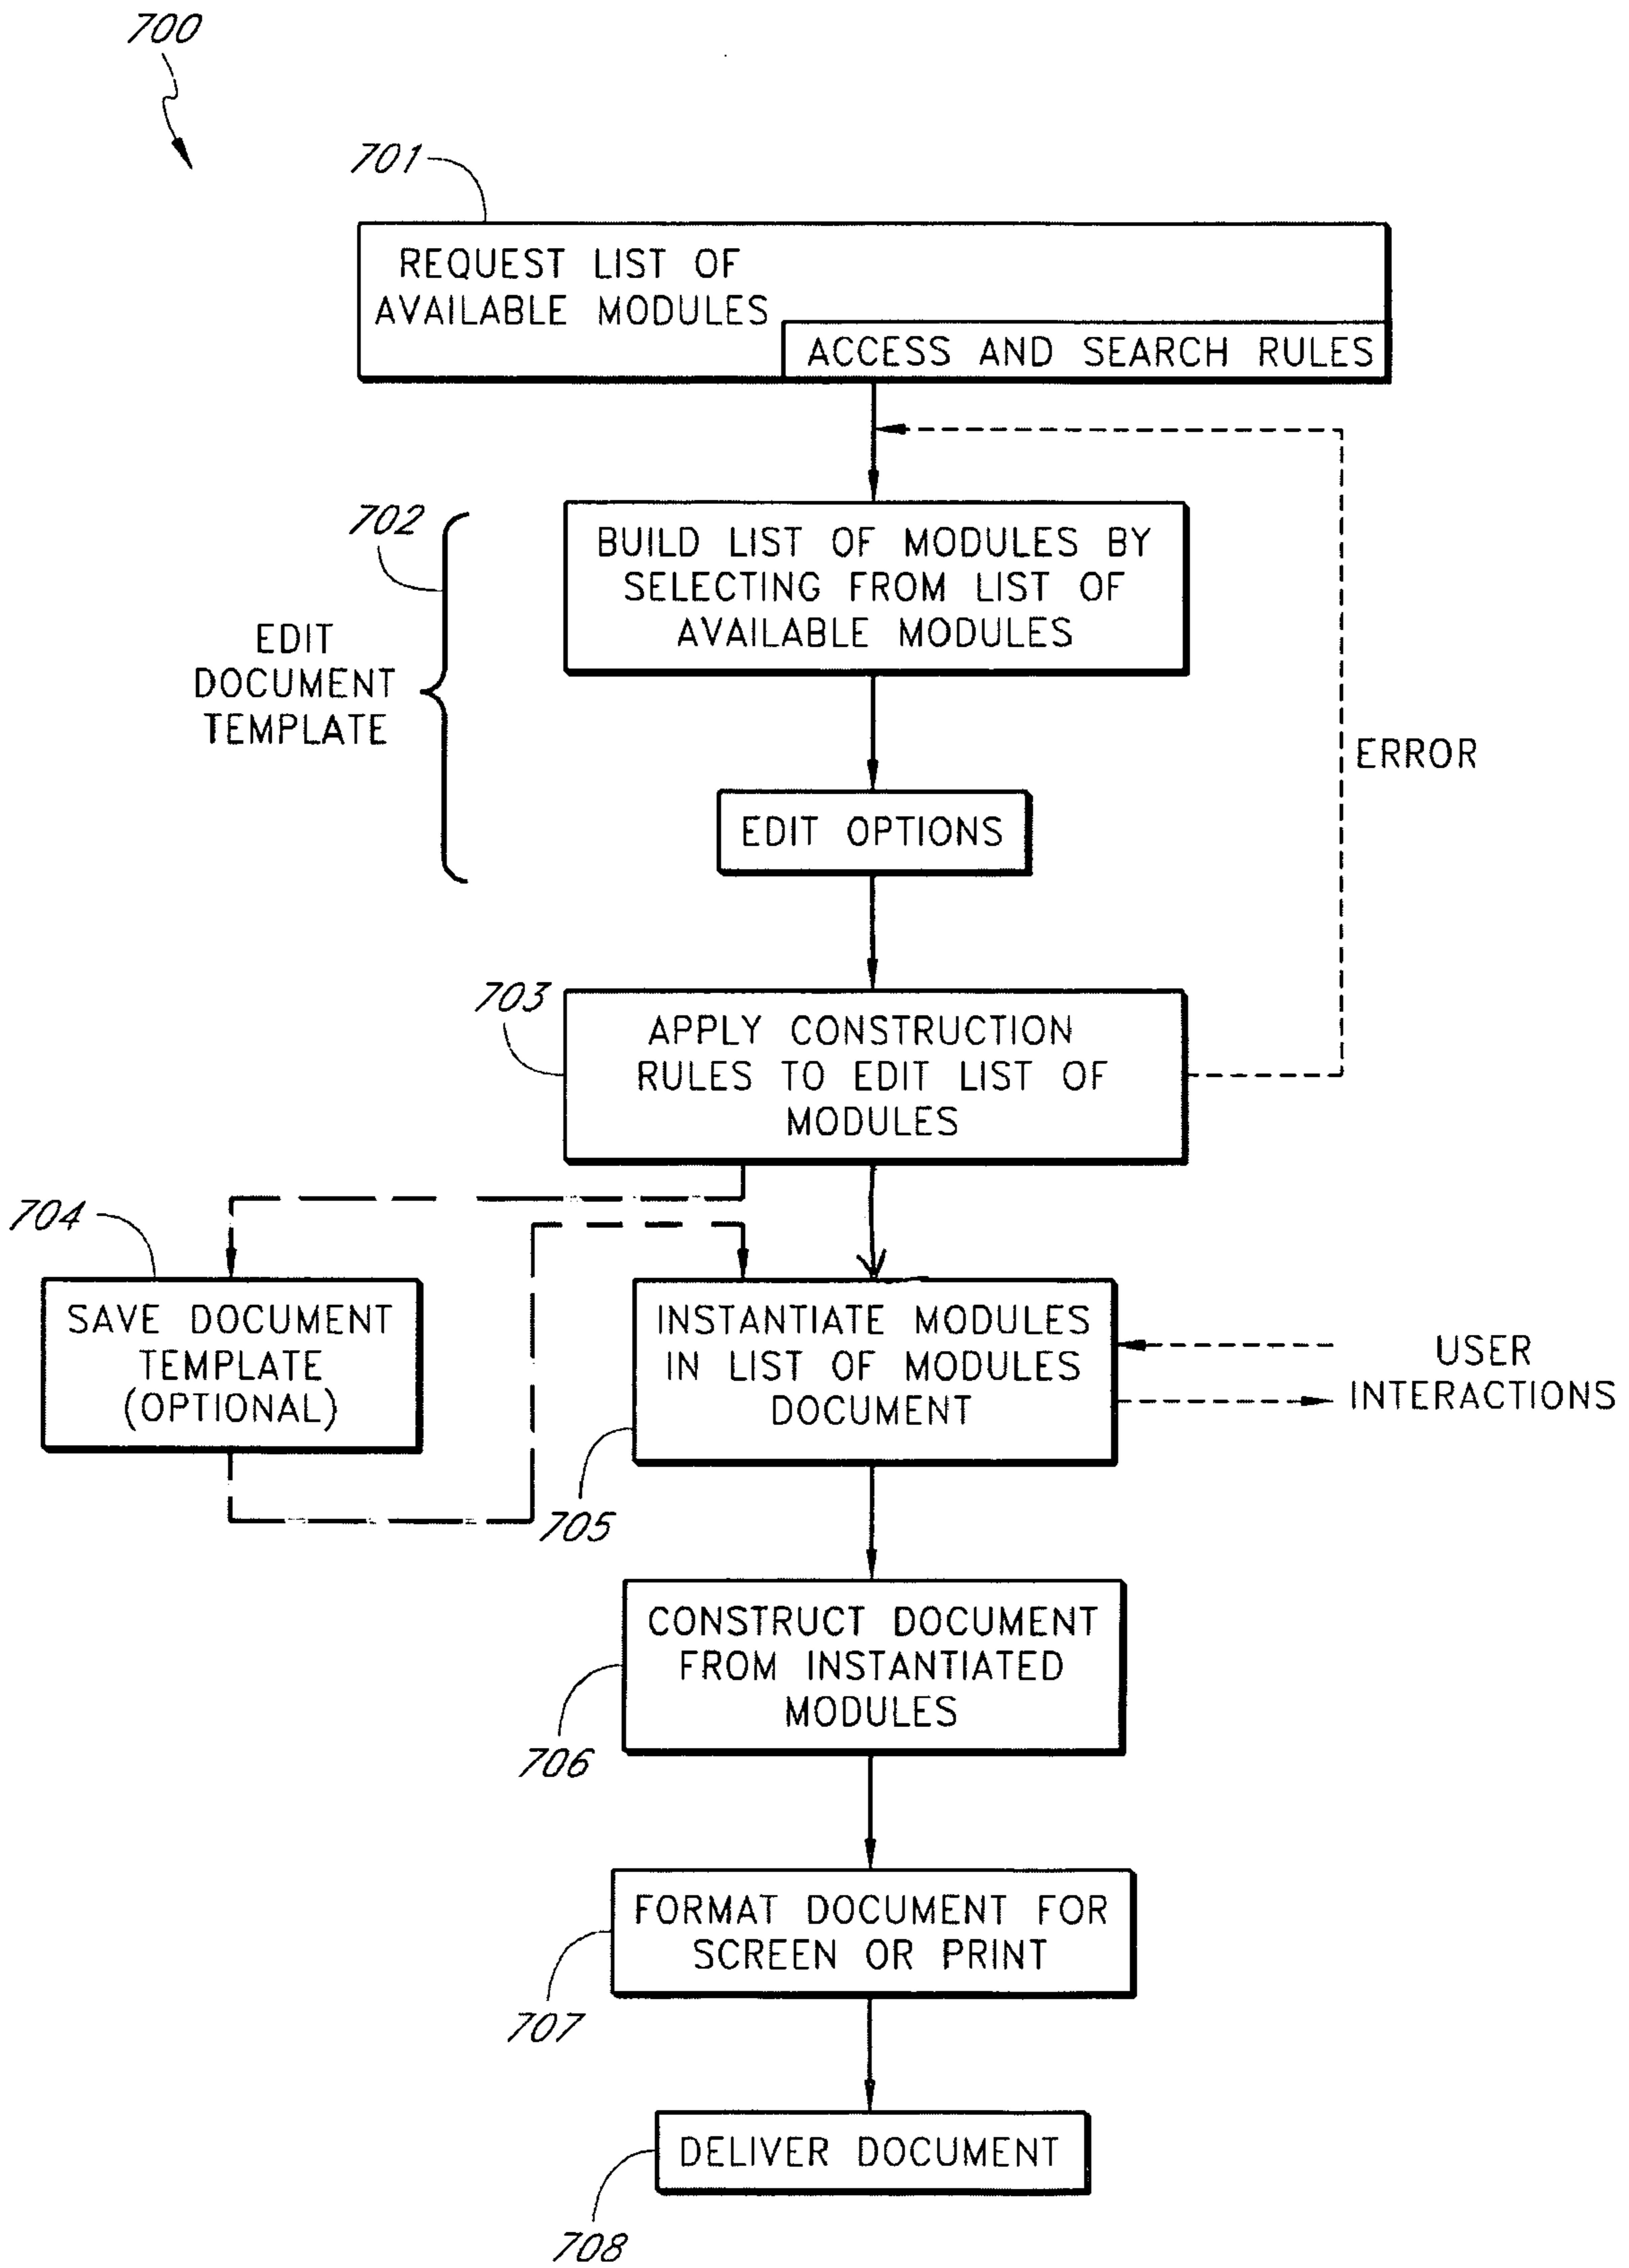 700
701
REQUEST LIST OF
AVAILABLE MODULES
ACCESS AND SEARCH RULES
702
BUILD LIST OF MODULES BY
SELECTING FROM LIST OF
AVAILABLE MODULES
EDIT
DOCUMENT
TEMPLATE
ERROR
EDIT OPTIONS
703
APPLY CONSTRUCTION
RULES TO EDIT LIST OF
MODULES
704
SAVE DOCUMENT
TEMPLATE
(OPTIONAL)
INSTANTIATE MODULES
IN LIST OF MODULES
DOCUMENT
USER
INTERACTIONS
705
CONSTRUCT DOCUMENT
FROM INSTANTIATED
MODULES
706
FORMAT DOCUMENT FOR
SCREEN OR PRINT
707
DELIVER DOCUMENT
708